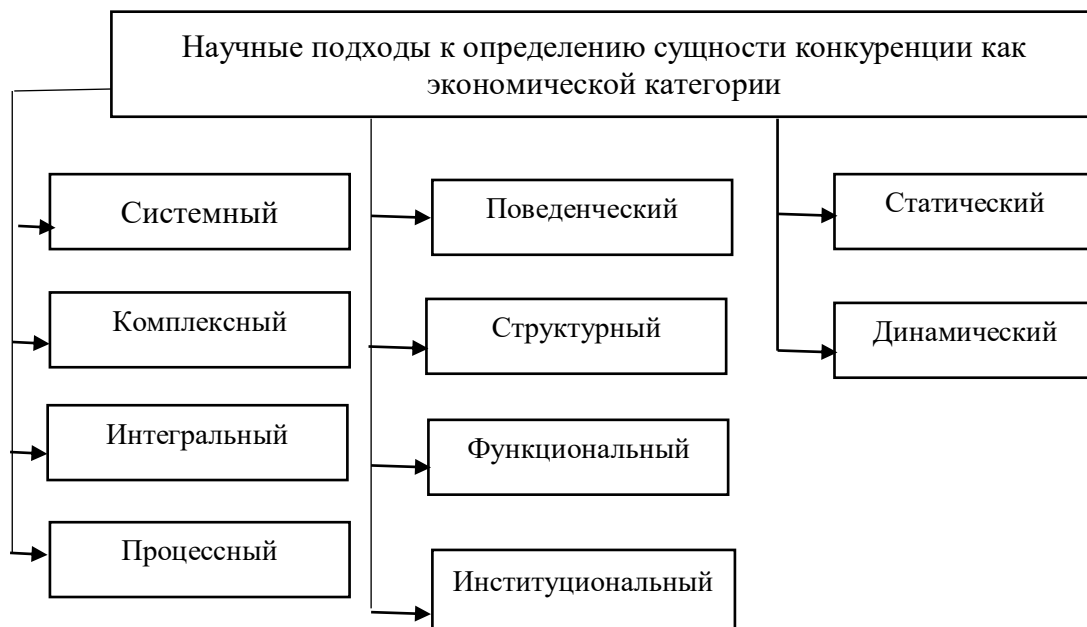 Научные подходы к определению сущности конкуренции как
экономической категории
Системный
Комплексный
Интегральный
Процессный
Поведенческий
Структурный
Функциональный
Институциональный
Статический
Динамический